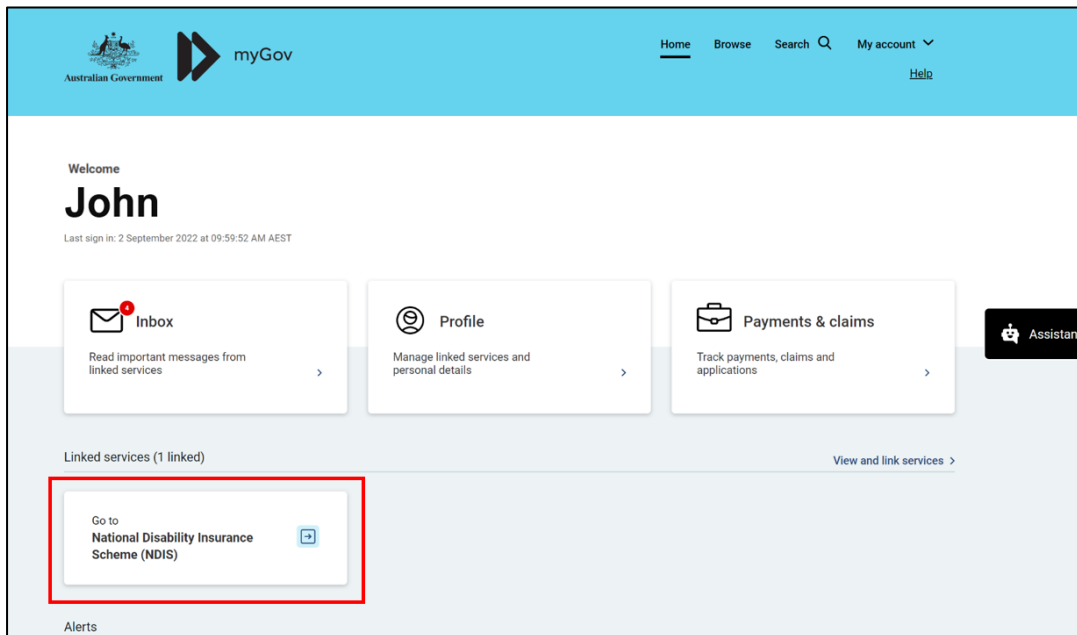 Australian Government
myGov
Home Browse Search My account
Help
Welcome
John
Last sign in: 2 September 2022 at 09:59:52 AM AEST
4
Inbox
Read important messages from
linked services
Profile
Manage linked services and
personal details
Payments & claims
Track payments, claims and
applications
Assistan
Linked services (1 linked)
View and link services
Go to
National Disability Insurance
Scheme (NDIS)
Alerts